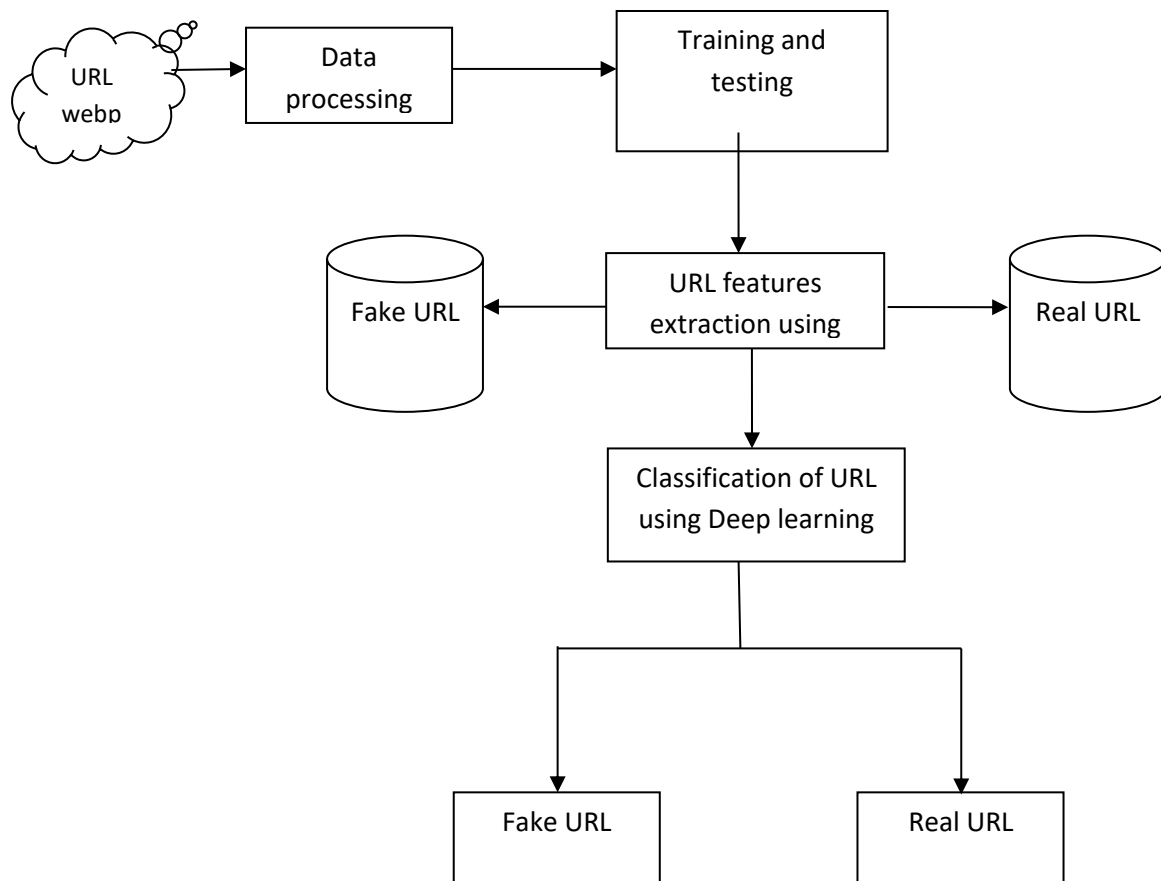 URL
webp
Data
processing
Training and
testing
Fake URL
URL features
extraction using
Real URL
Classification of URL
using Deep learning
Fake URL
Real URL